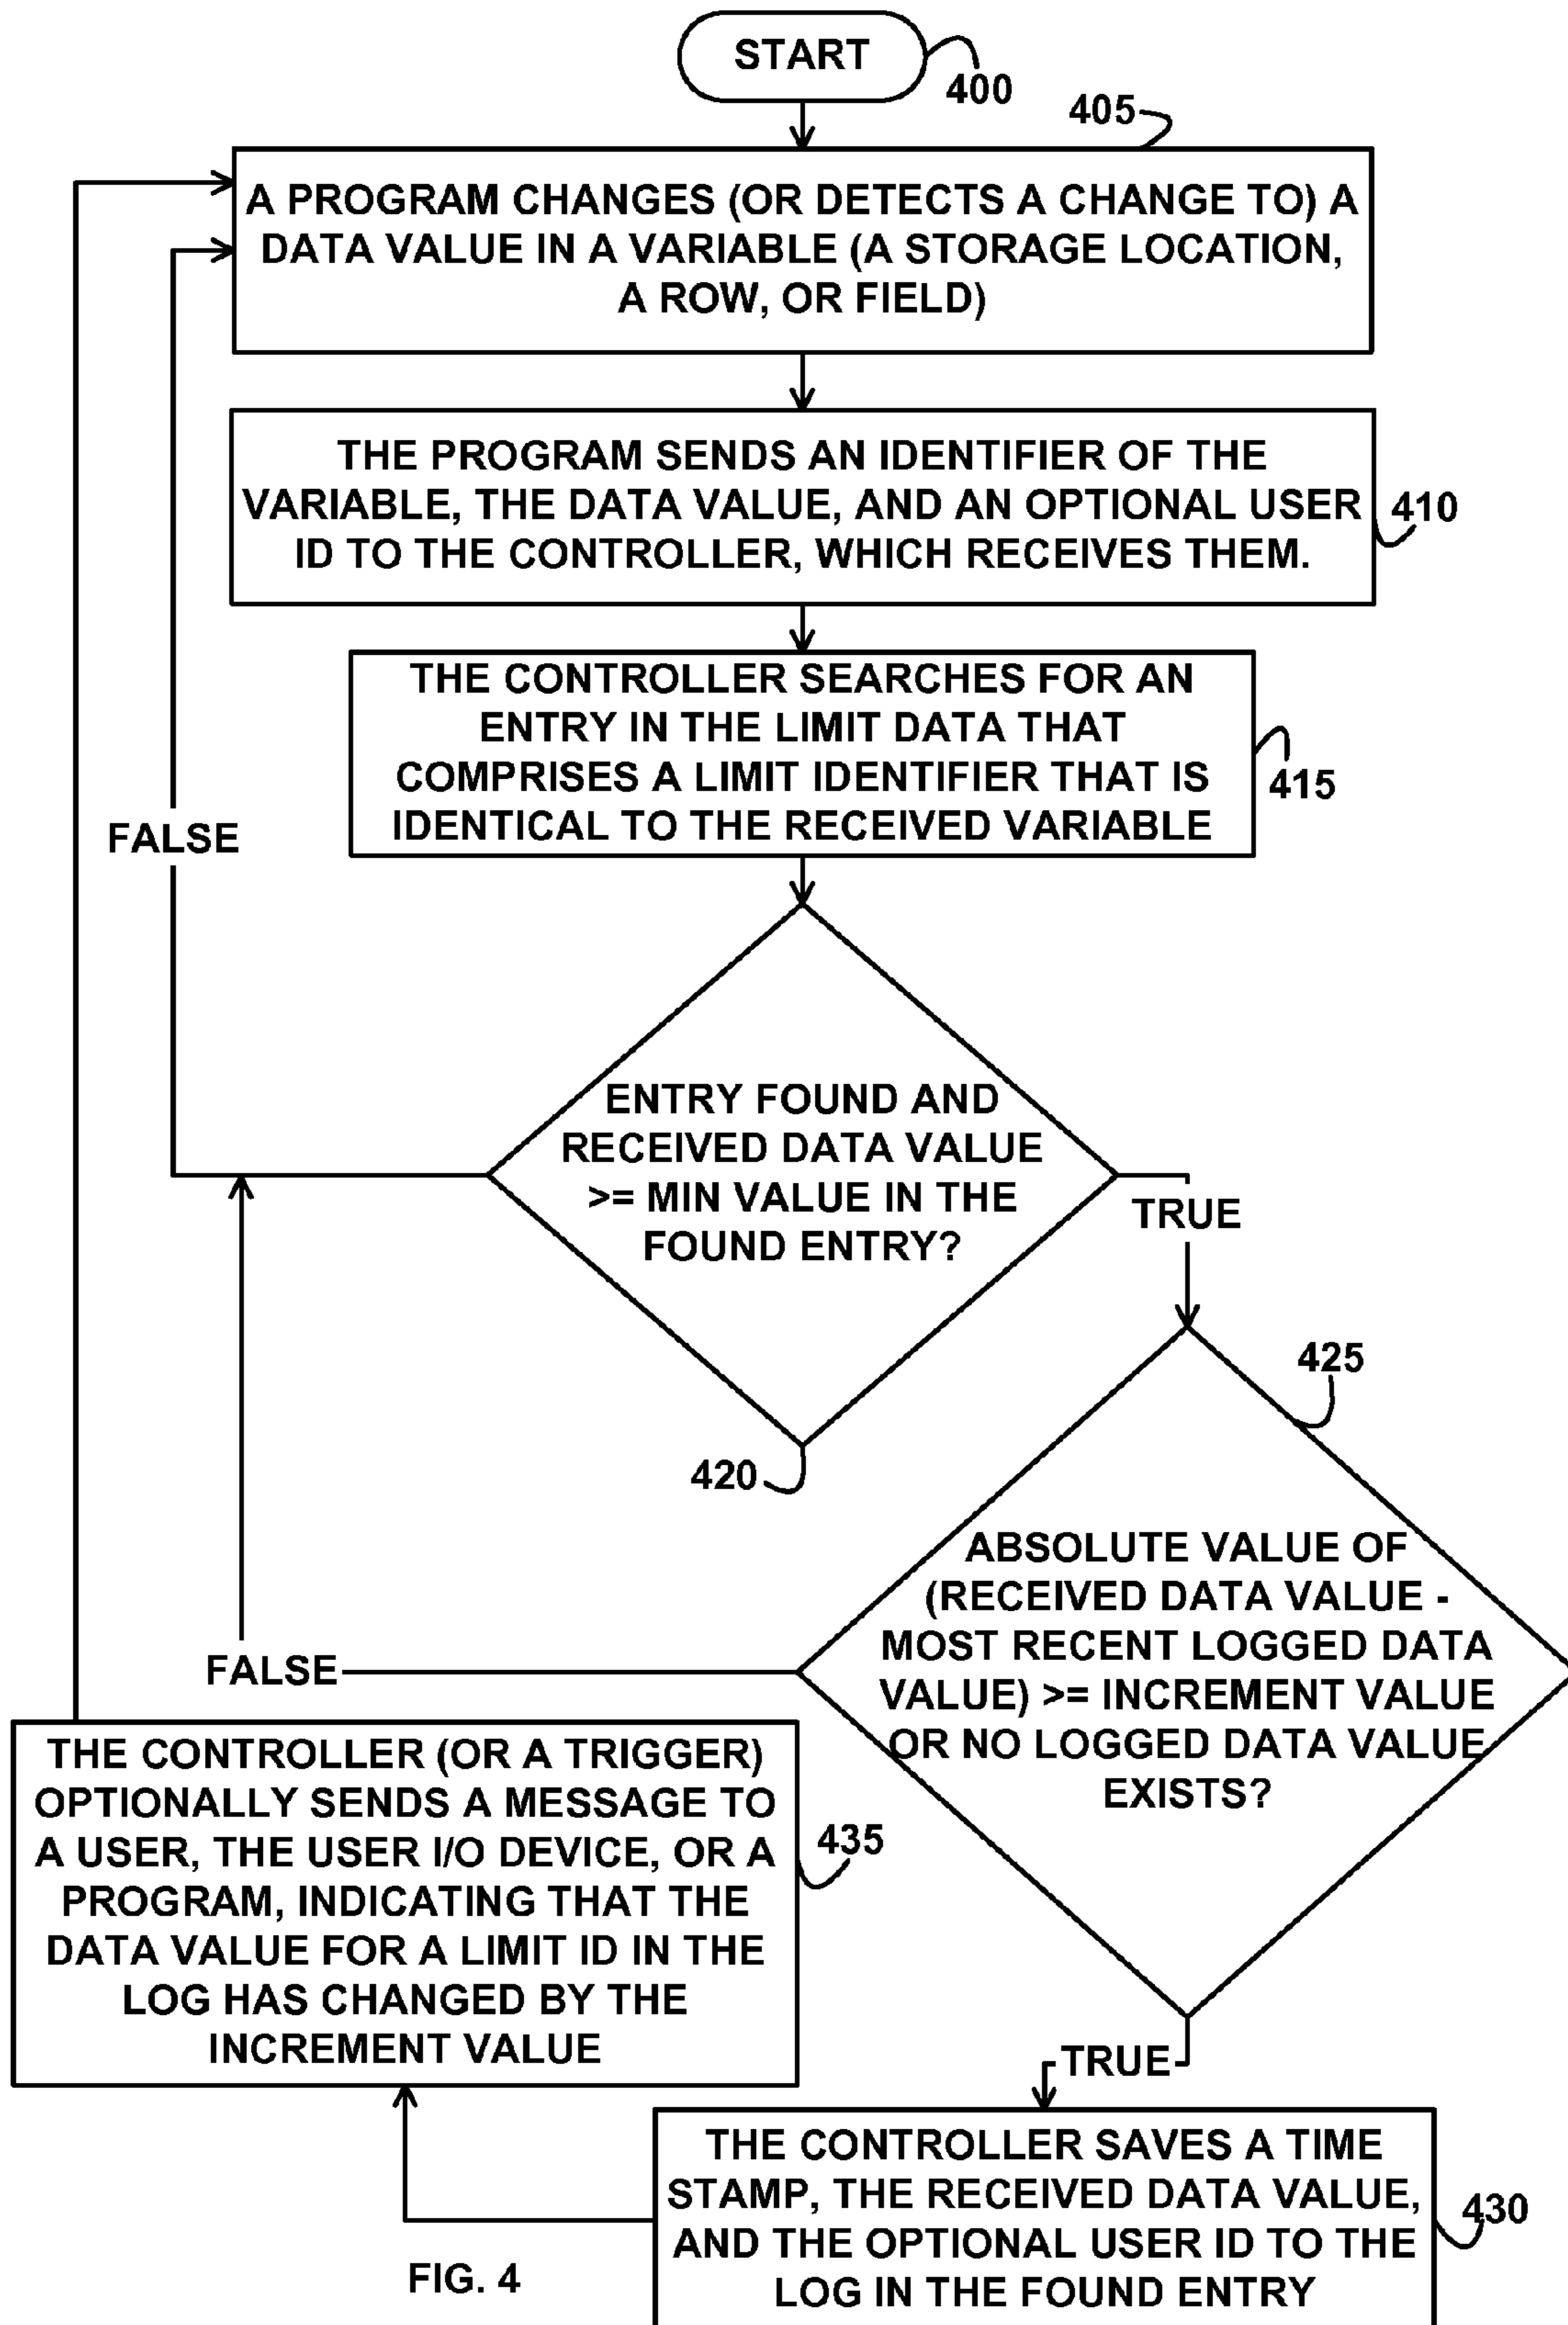 START
400
405
A PROGRAM CHANGES (OR DETECTS A CHANGE TO) A
DATA VALUE IN A VARIABLE (A STORAGE LOCATION,
A ROW, OR FIELD)
THE PROGRAM SENDS AN IDENTIFIER OF THE
VARIABLE, THE DATA VALUE, AND AN OPTIONAL USER
ID TO THE CONTROLLER, WHICH RECEIVES THEM.
410
THE CONTROLLER SEARCHES FOR AN
ENTRY IN THE LIMIT DATA THAT
COMPRISES A LIMIT IDENTIFIER THAT IS
IDENTICAL TO THE RECEIVED VARIABLE
415
FALSE
ENTRY FOUND AND
RECEIVED DATA VALUE
>= MIN VALUE IN THE
FOUND ENTRY?
TRUE
420
425
ABSOLUTE VALUE OF
(RECEIVED DATA VALUE -
MOST RECENT LOGGED DATA
VALUE) >= INCREMENT VALUE
OR NO LOGGED DATA VALUE
EXISTS?
FALSE
THE CONTROLLER (OR A TRIGGER)
OPTIONALLY SENDS A MESSAGE TO
A USER, THE USER I/O DEVICE, OR A
PROGRAM, INDICATING THAT THE
DATA VALUE FOR A LIMIT ID IN THE
LOG HAS CHANGED BY THE
INCREMENT VALUE
435
TRUE
THE CONTROLLER SAVES A TIME
STAMP, THE RECEIVED DATA VALUE,
AND THE OPTIONAL USER ID TO THE
LOG IN THE FOUND ENTRY
430
FIG. 4